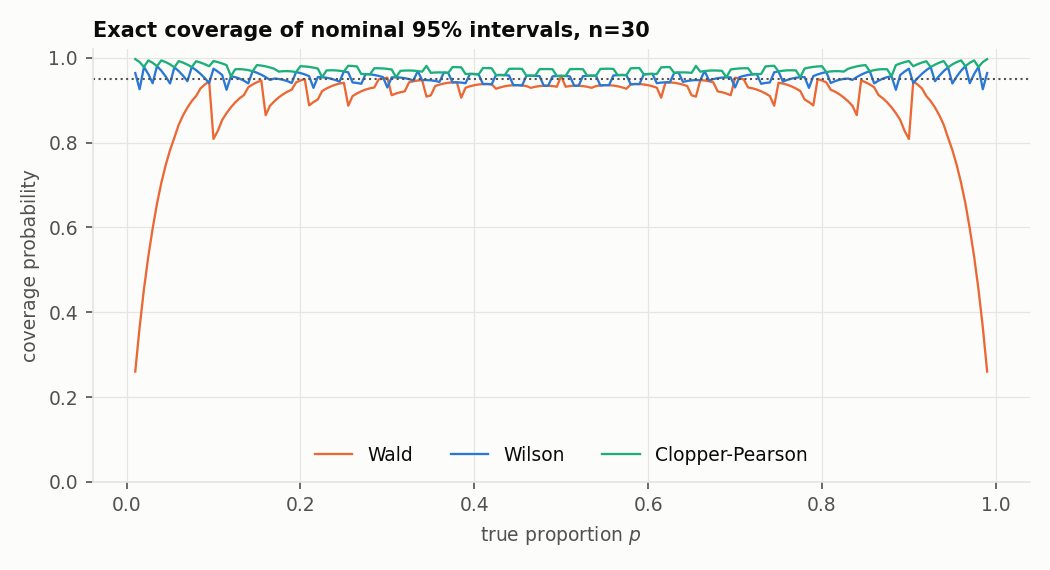 Exact coverage of nominal 95% intervals, n=30
1.0
0.8
0.6
0.4
0.2
0.0
coverage probability
Wald Wilson Clopper-Pearson
0.0 0.2 0.4 0.6 0.8 1.0
true proportion p